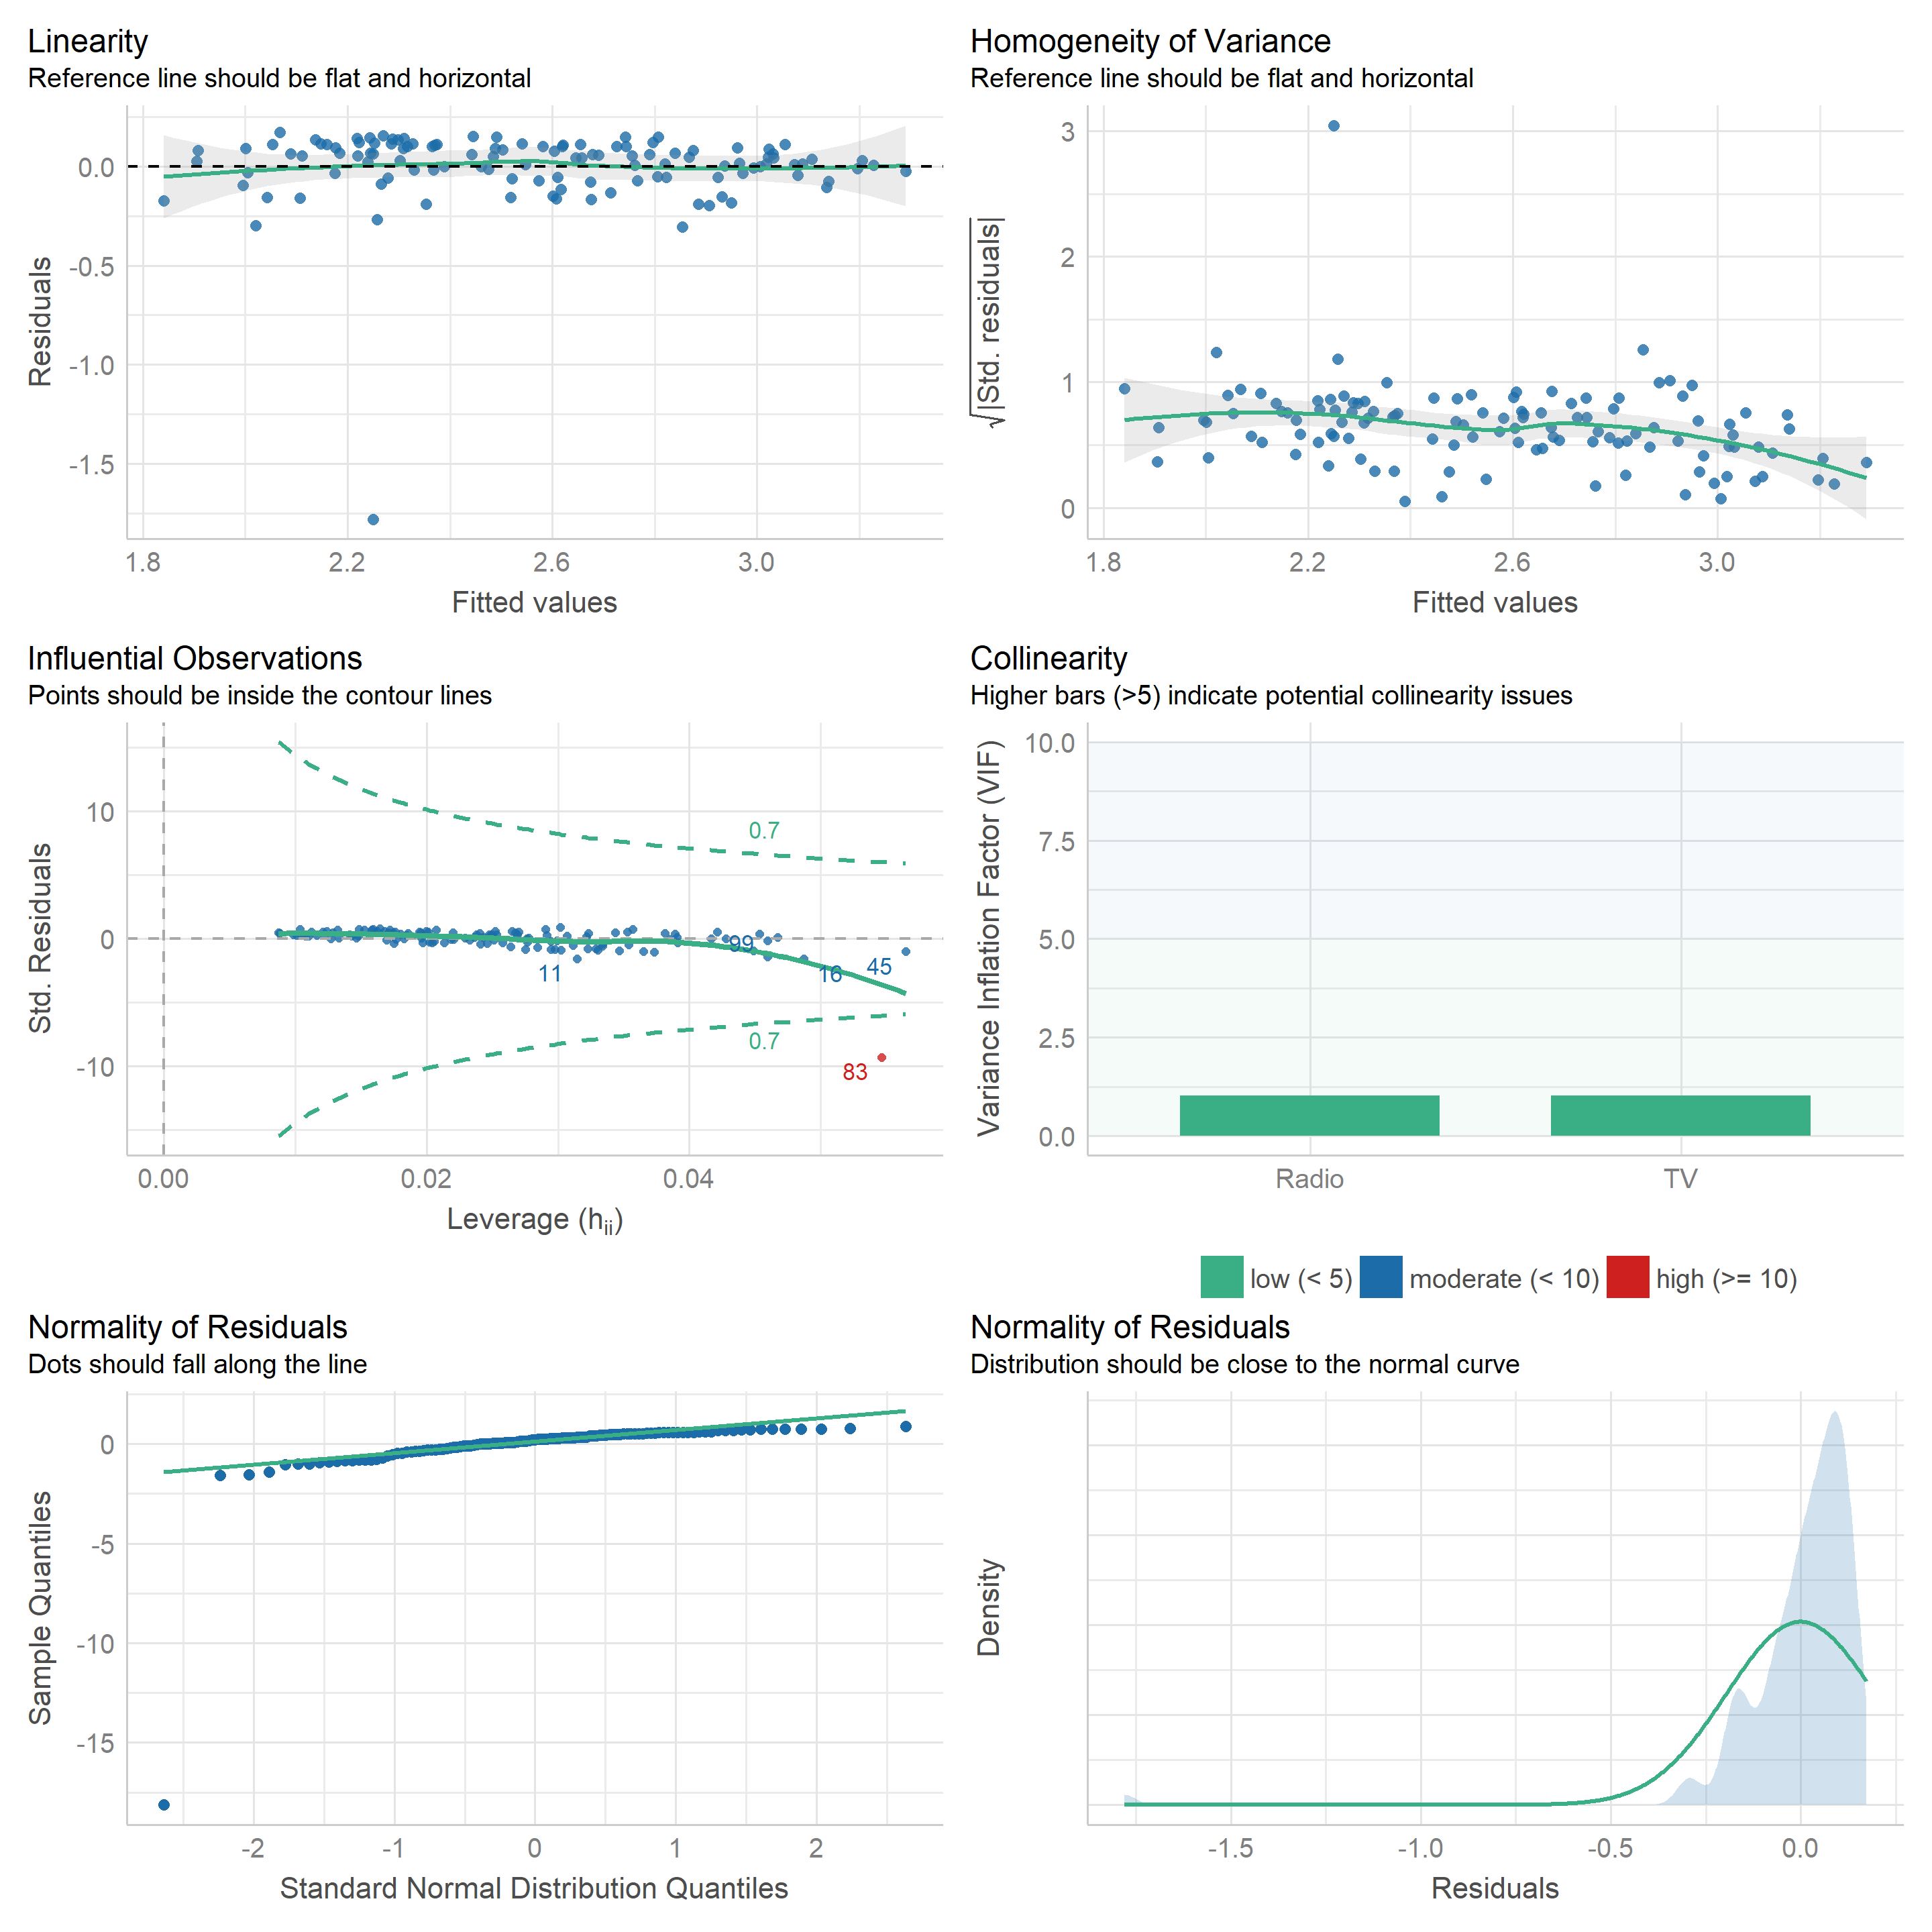 Linearity
Reference line should be flat and horizontal
0.0
-0.5
-1.0
-1.5
Residuals
1.8 2.2 2.6 3.0
Fitted values
Homogeneity of Variance
Reference line should be flat and horizontal
3
2
1
0
√|Std. residuals|
1.8 2.2 2.6 3.0
Fitted values
Influential Observations
Points should be inside the contour lines
10
0
-10
Std. Residuals
0.7
99
11
16
45
0.7
83
0.00 0.02 0.04
Leverage (hii)
Collinearity
Higher bars (>5) indicate potential collinearity issues
10.0
7.5
5.0
2.5
0.0
Variance Inflation Factor (VIF)
Radio TV
low (< 5) moderate (< 10) high (>= 10)
Normality of Residuals
Dots should fall along the line
0
-5
-10
-15
Sample Quantiles
-2 -1 0 1 2
Standard Normal Distribution Quantiles
Normality of Residuals
Distribution should be close to the normal curve
Density
-1.5 -1.0 -0.5 0.0
Residuals